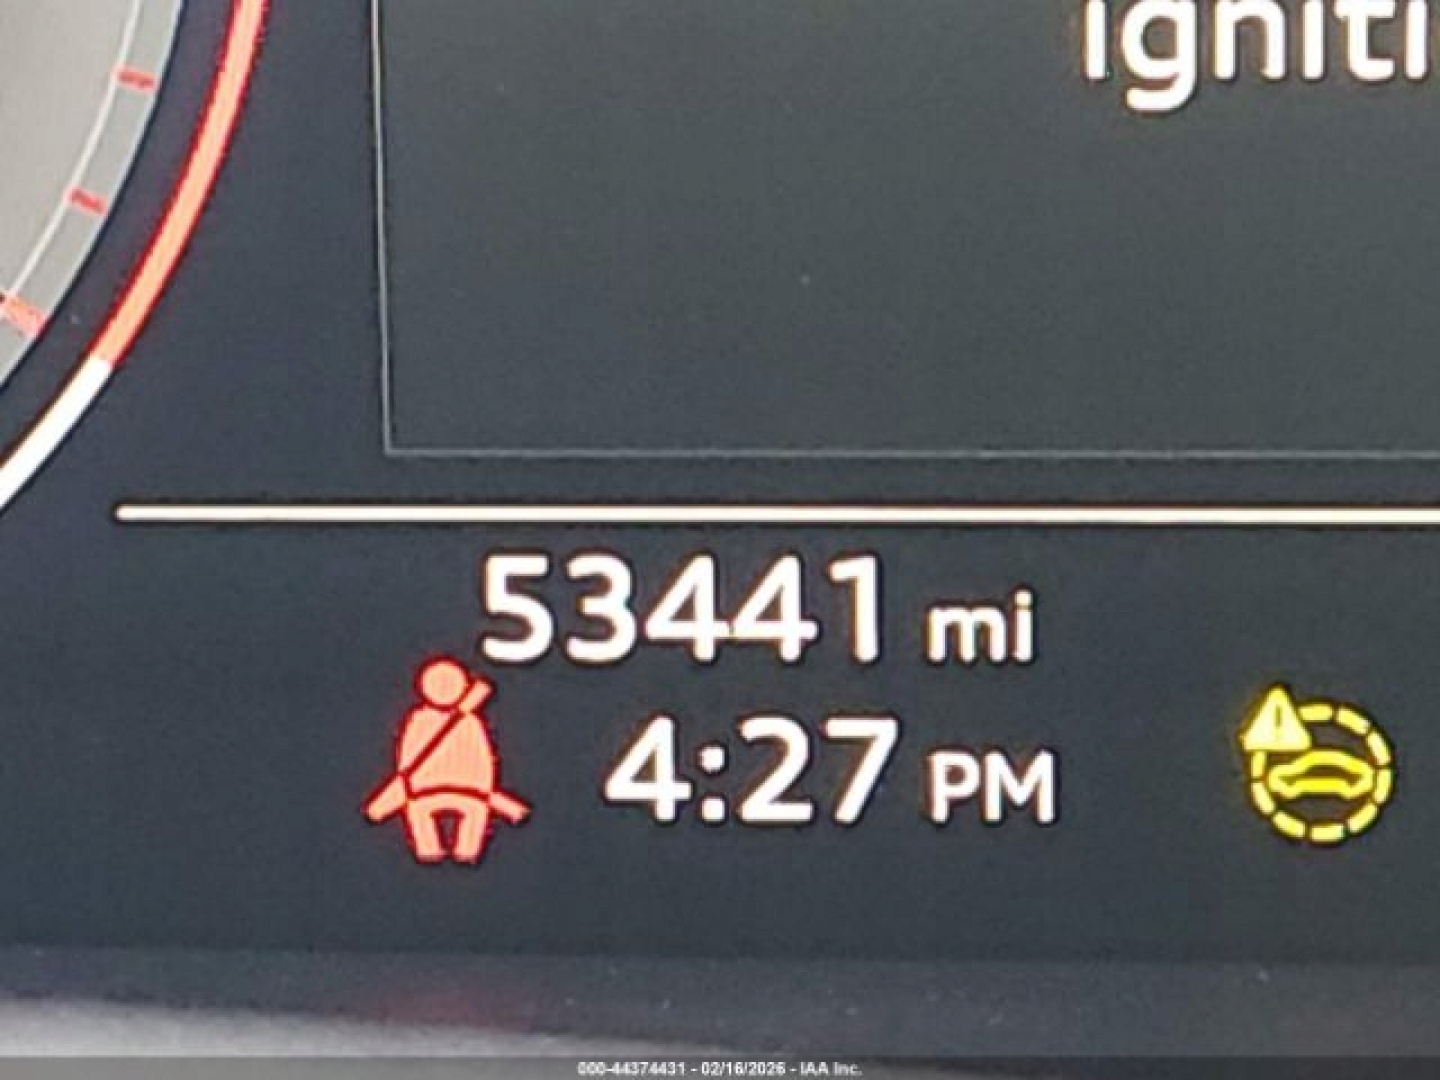 igniti
53441 mi
4:27 PM
000-44374431 - 02/16/2026 - IAA Inc.